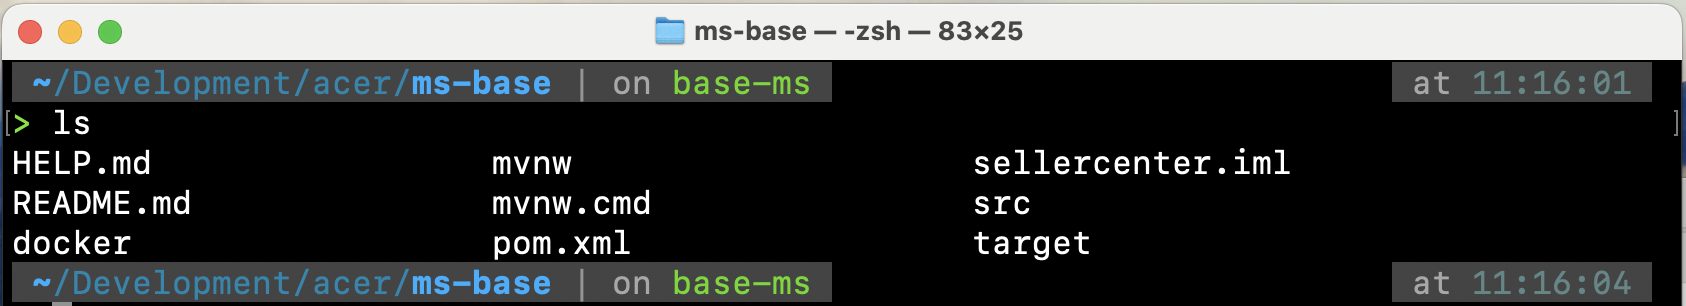 ms-base — -zsh — 83×25
~/Development/acer/ms-base | on base-ms at 11:16:01
> ls
HELP.md mvnw sellercenter.iml
README.md mvnw.cmd src
docker pom.xml target
~/Development/acer/ms-base | on base-ms at 11:16:04